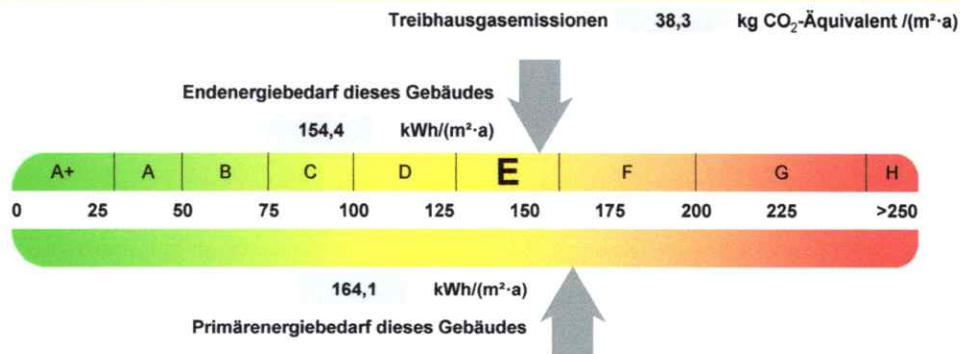 Treibhausgasemissionen 38,3 kg CO₂-Äquivalent /(m²·a)
Endenergiebedarf dieses Gebäudes
154,4 kWh/(m²·a)
A+ A B C D E F G H
0 25 50 75 100 125 150 175 200 225 >250
164,1 kWh/(m²·a)
Primärenergiebedarf dieses Gebäudes